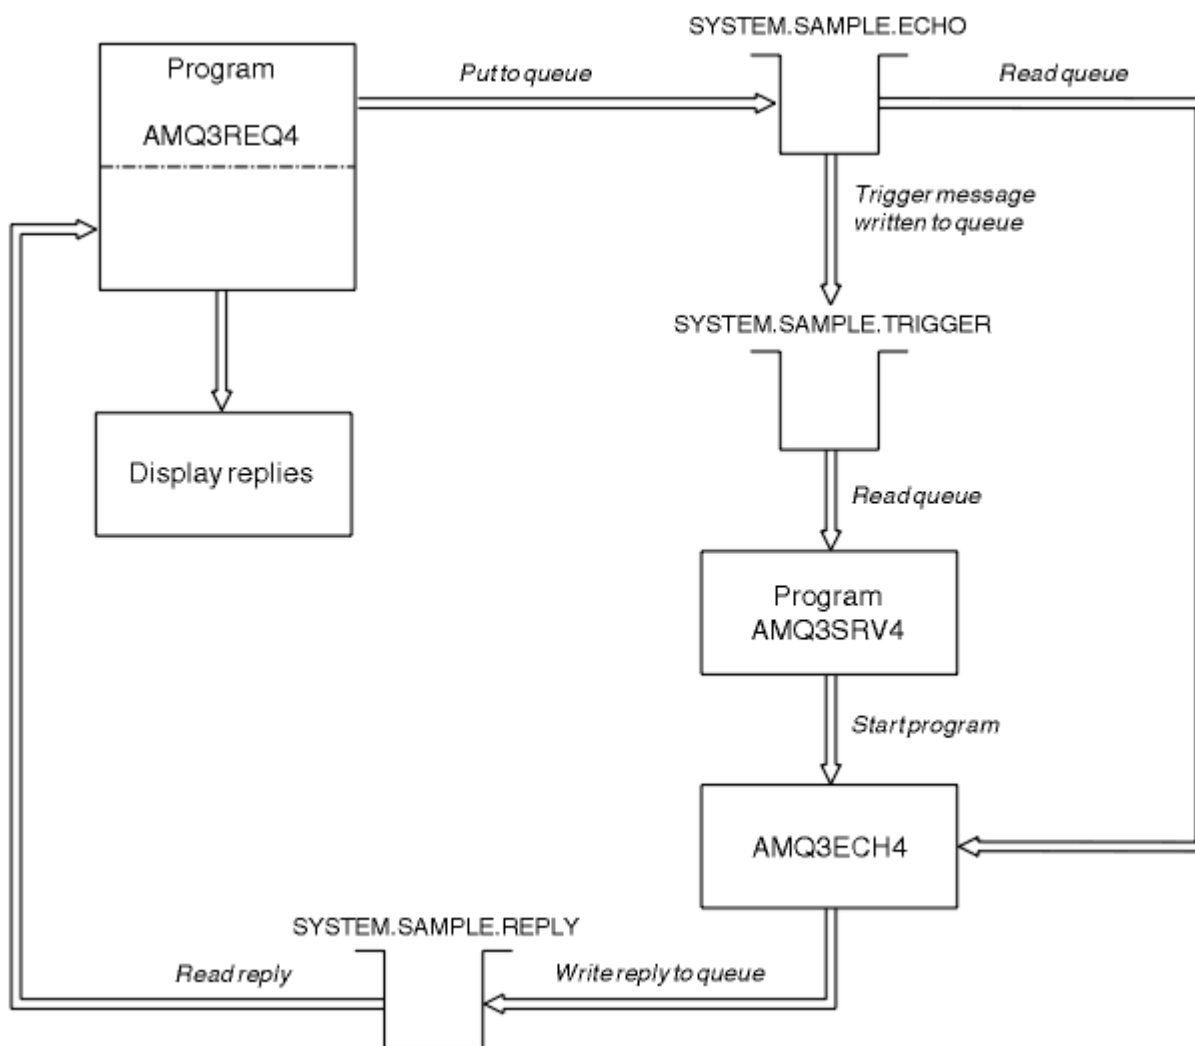 SYSTEM.SAMPLE.ECHO
Program
AMQ3REQ4
Put to queue
Read queue
Trigger message
written to queue
SYSTEM.SAMPLE.TRIGGER
Display replies
Read queue
Program
AMQ3SRV4
Start program
AMQ3ECH4
SYSTEM.SAMPLE.REPLY
Read reply
Write reply to queue